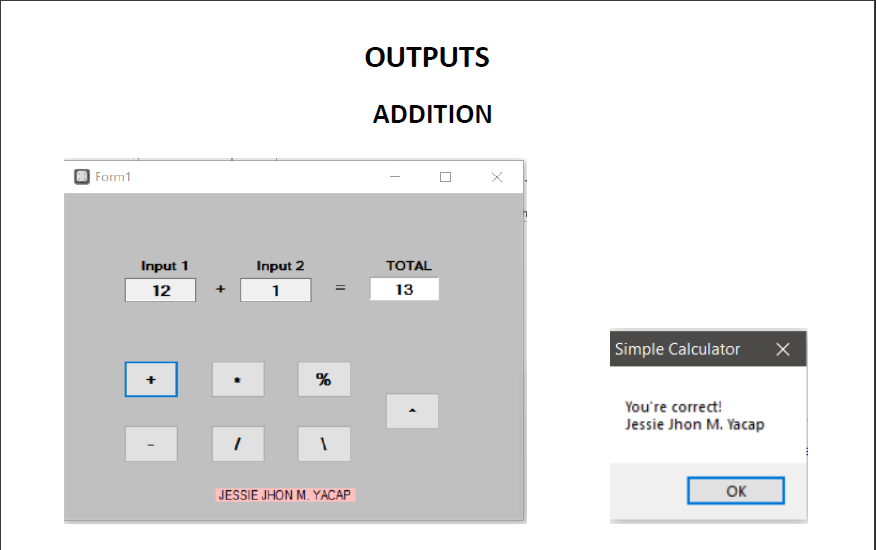 OUTPUTS
ADDITION
Form1
Input 1 Input 2 TOTAL
12 + 1 = 13
+ * % ^
- / \
JESSIE JHON M. YACAP
Simple Calculator
You're correct!
Jessie Jhon M. Yacap
OK